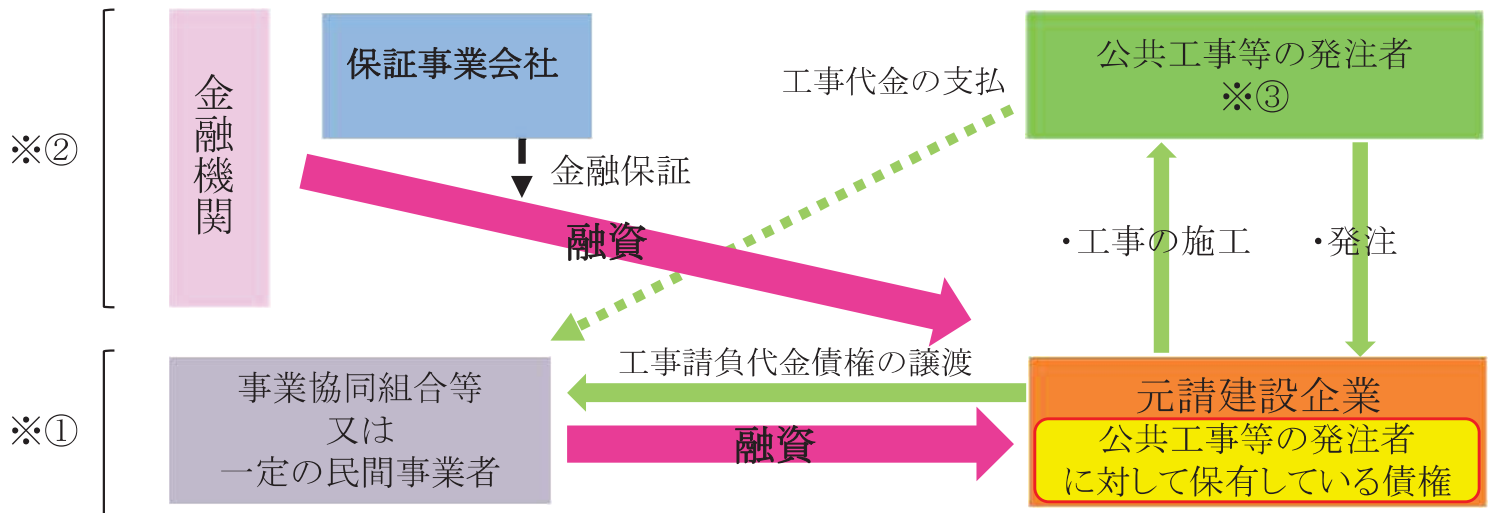 ※②
金融機関
保証事業会社
金融保証
融資
工事代金の支払
公共工事等の発注者
※③
・工事の施工
・発注
※①
事業協同組合等
又は
一定の民間事業者
工事請負代金債権の譲渡
融資
元請建設企業
公共工事等の発注者
に対して保有している債権